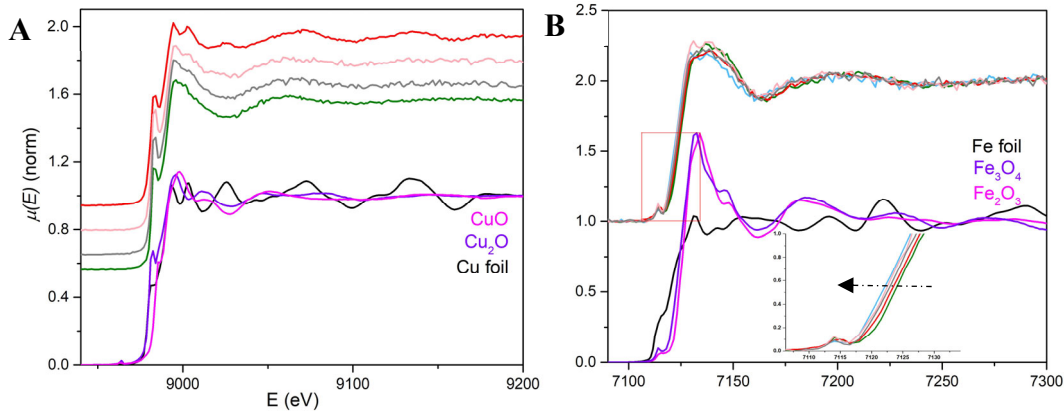 A
B
2.0
1.6
1.2
0.8
0.4
0.0
μ(E) (norm)
CuO
Cu₂O
Cu foil
9000
9100
9200
E (eV)
2.5
2.0
1.5
1.0
0.5
0.0
Fe foil
Fe₃O₄
Fe₂O₃
1.0
0.8
0.6
0.4
0.2
0.0
7110
7115
7120
7125
7130
7100
7150
7200
7250
7300
E (eV)